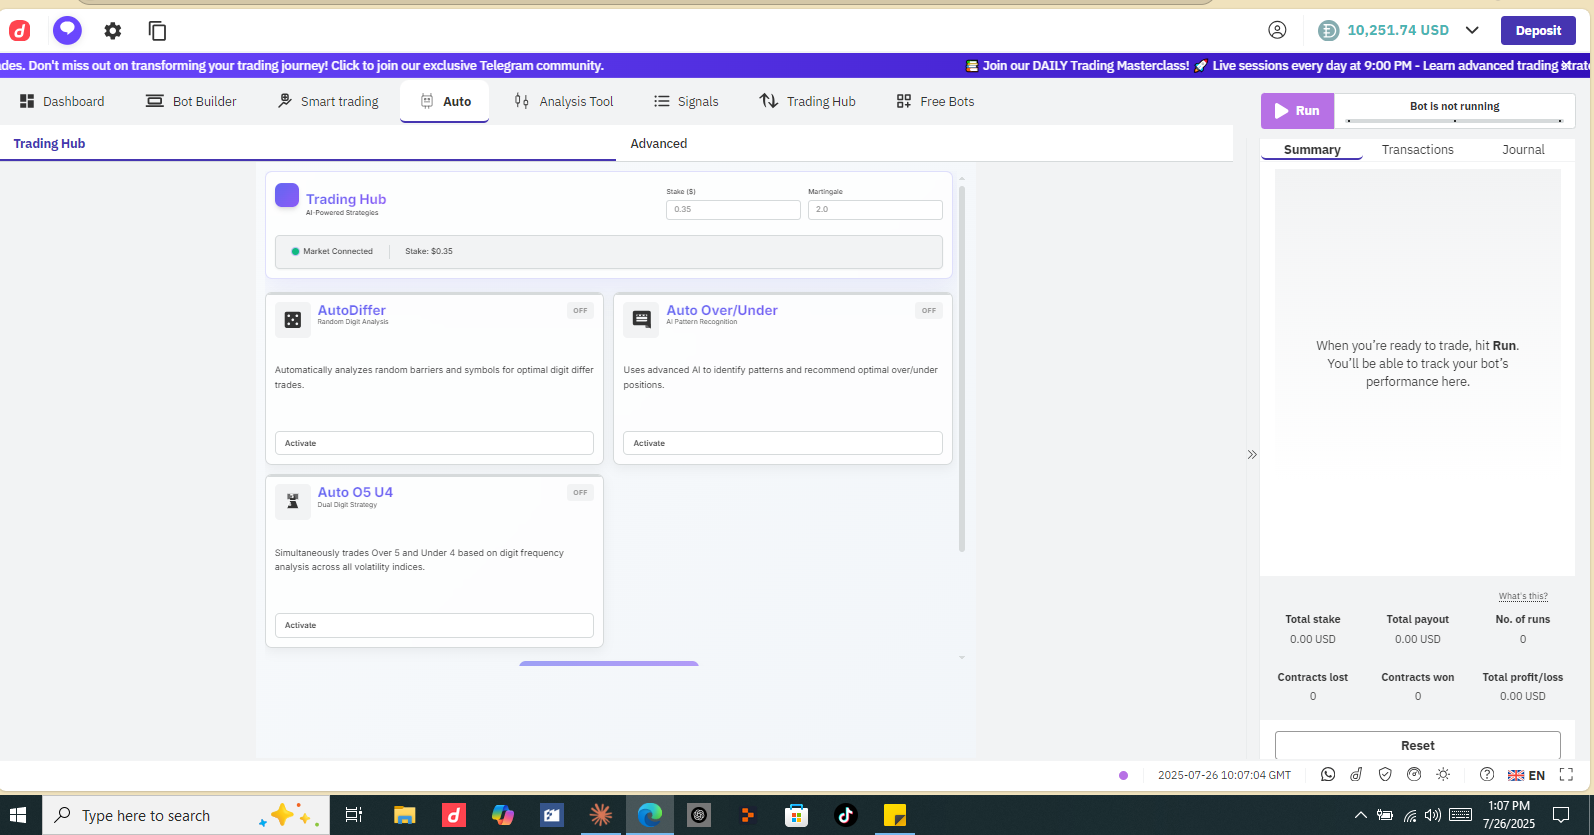 10,251.74 USD
Deposit
des. Don't miss out on transforming your trading journey! Click to join our exclusive Telegram community.
Join our DAILY Trading Masterclass! 🚀 Live sessions every day at 9:00 PM - Learn advanced trading strate
Dashboard
Bot Builder
Smart trading
Auto
Analysis Tool
Signals
Trading Hub
Free Bots
Run
Bot is not running
Trading Hub
Advanced
Summary
Transactions
Journal
Trading Hub
AI-Powered Strategies
Stake ($)
0.35
Martingale
2.0
Market Connected
Stake: $0.35
AutoDiffer
Random Digit Analysis
OFF
Automatically analyzes random barriers and symbols for optimal digit differ
trades.
Activate
Auto Over/Under
AI Pattern Recognition
OFF
Uses advanced AI to identify patterns and recommend optimal over/under
positions.
Activate
Auto O5 U4
Dual Digit Strategy
OFF
Simultaneously trades Over 5 and Under 4 based on digit frequency
analysis across all volatility indices.
Activate
When you're ready to trade, hit Run.
You'll be able to track your bot's
performance here.
What's this?
Total stake
0.00 USD
Total payout
0.00 USD
No. of runs
0
Contracts lost
0
Contracts won
0
Total profit/loss
0.00 USD
Reset
2025-07-26 10:07:04 GMT
EN
Type here to search
1:07 PM
7/26/2025